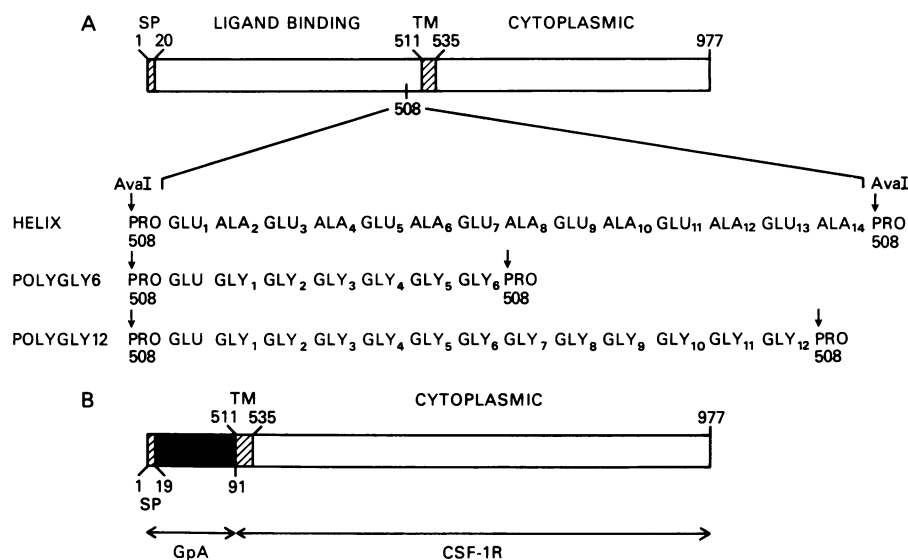 A
SP LIGAND BINDING TM CYTOPLASMIC
1 20 511 535 977
508
AvaI AvaI
HELIX PRO GLU1 ALA2 GLU3 ALA4 GLU5 ALA6 GLU7 ALA8 GLU9 ALA10 GLU11 ALA12 GLU13 ALA14 PRO
508 508
POLYGLY6 PRO GLU GLY1 GLY2 GLY3 GLY4 GLY5 GLY6 PRO
508 508
POLYGLY12 PRO GLU GLY1 GLY2 GLY3 GLY4 GLY5 GLY6 GLY7 GLY8 GLY9 GLY10 GLY11 GLY12 PRO
508 508
B
TM CYTOPLASMIC
511 535 977
1 19 91
SP
GpA CSF-1R